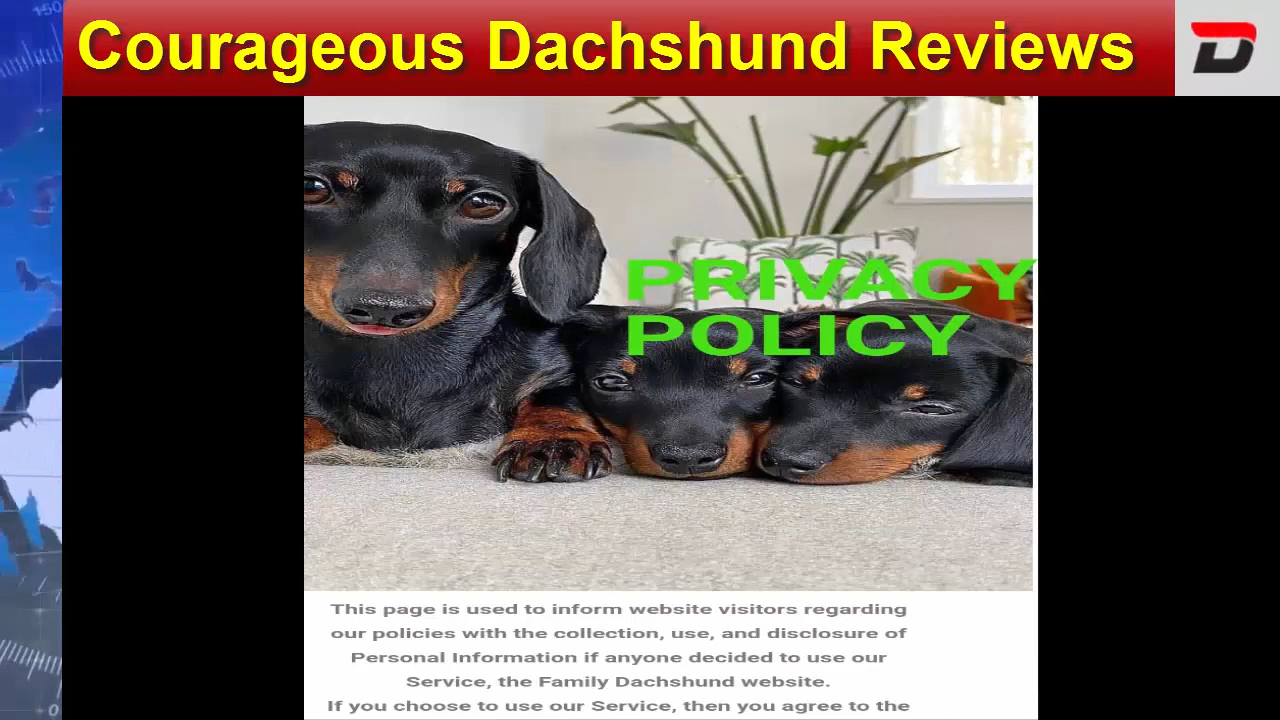 Courageous Dachshund Reviews
D
PRIVACY
POLICY
This page is used to inform website visitors regarding
our policies with the collection, use, and disclosure of
Personal Information if anyone decided to use our
Service, the Family Dachshund website.
If you choose to use our Service, then you agree to the